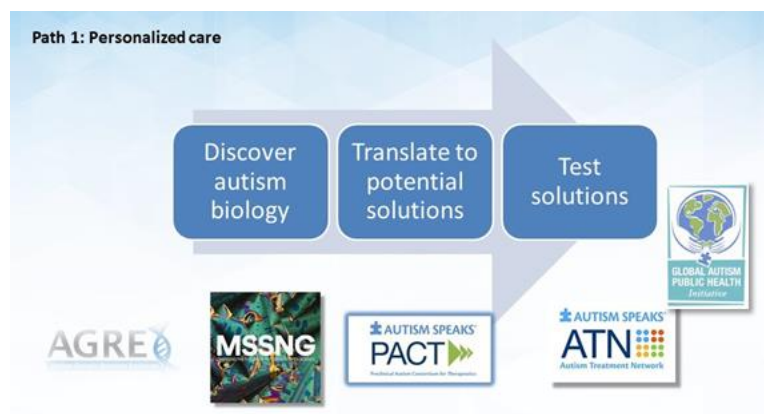 Path 1: Personalized care
Discover
autism
biology
Translate to
potential
solutions
Test
solutions
GLOBAL AUTISM
PUBLIC HEALTH
Initiative
AGRE
MSSNG
AUTISM SPEAKS
PACT
Preclinical Autism Consortium for Therapeutics
AUTISM SPEAKS
ATN
Autism Treatment Network